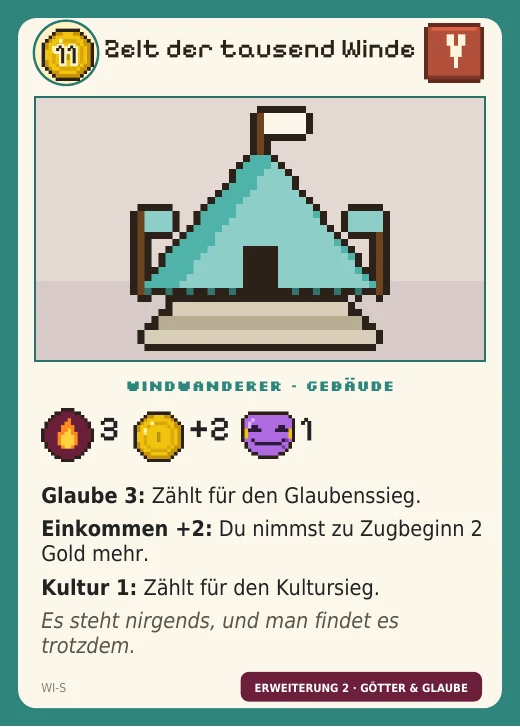 11
Zelt der tausend Winde
WINDWANDERER · GEBÄUDE
3 +2 1
Glaube 3: Zählt für den Glaubenssieg.
Einkommen +2: Du nimmst zu Zugbeginn 2
Gold mehr.
Kultur 1: Zählt für den Kultursieg.
Es steht nirgends, und man findet es
trotzdem.
WI-S
ERWEITERUNG 2 · GÖTTER & GLAUBE